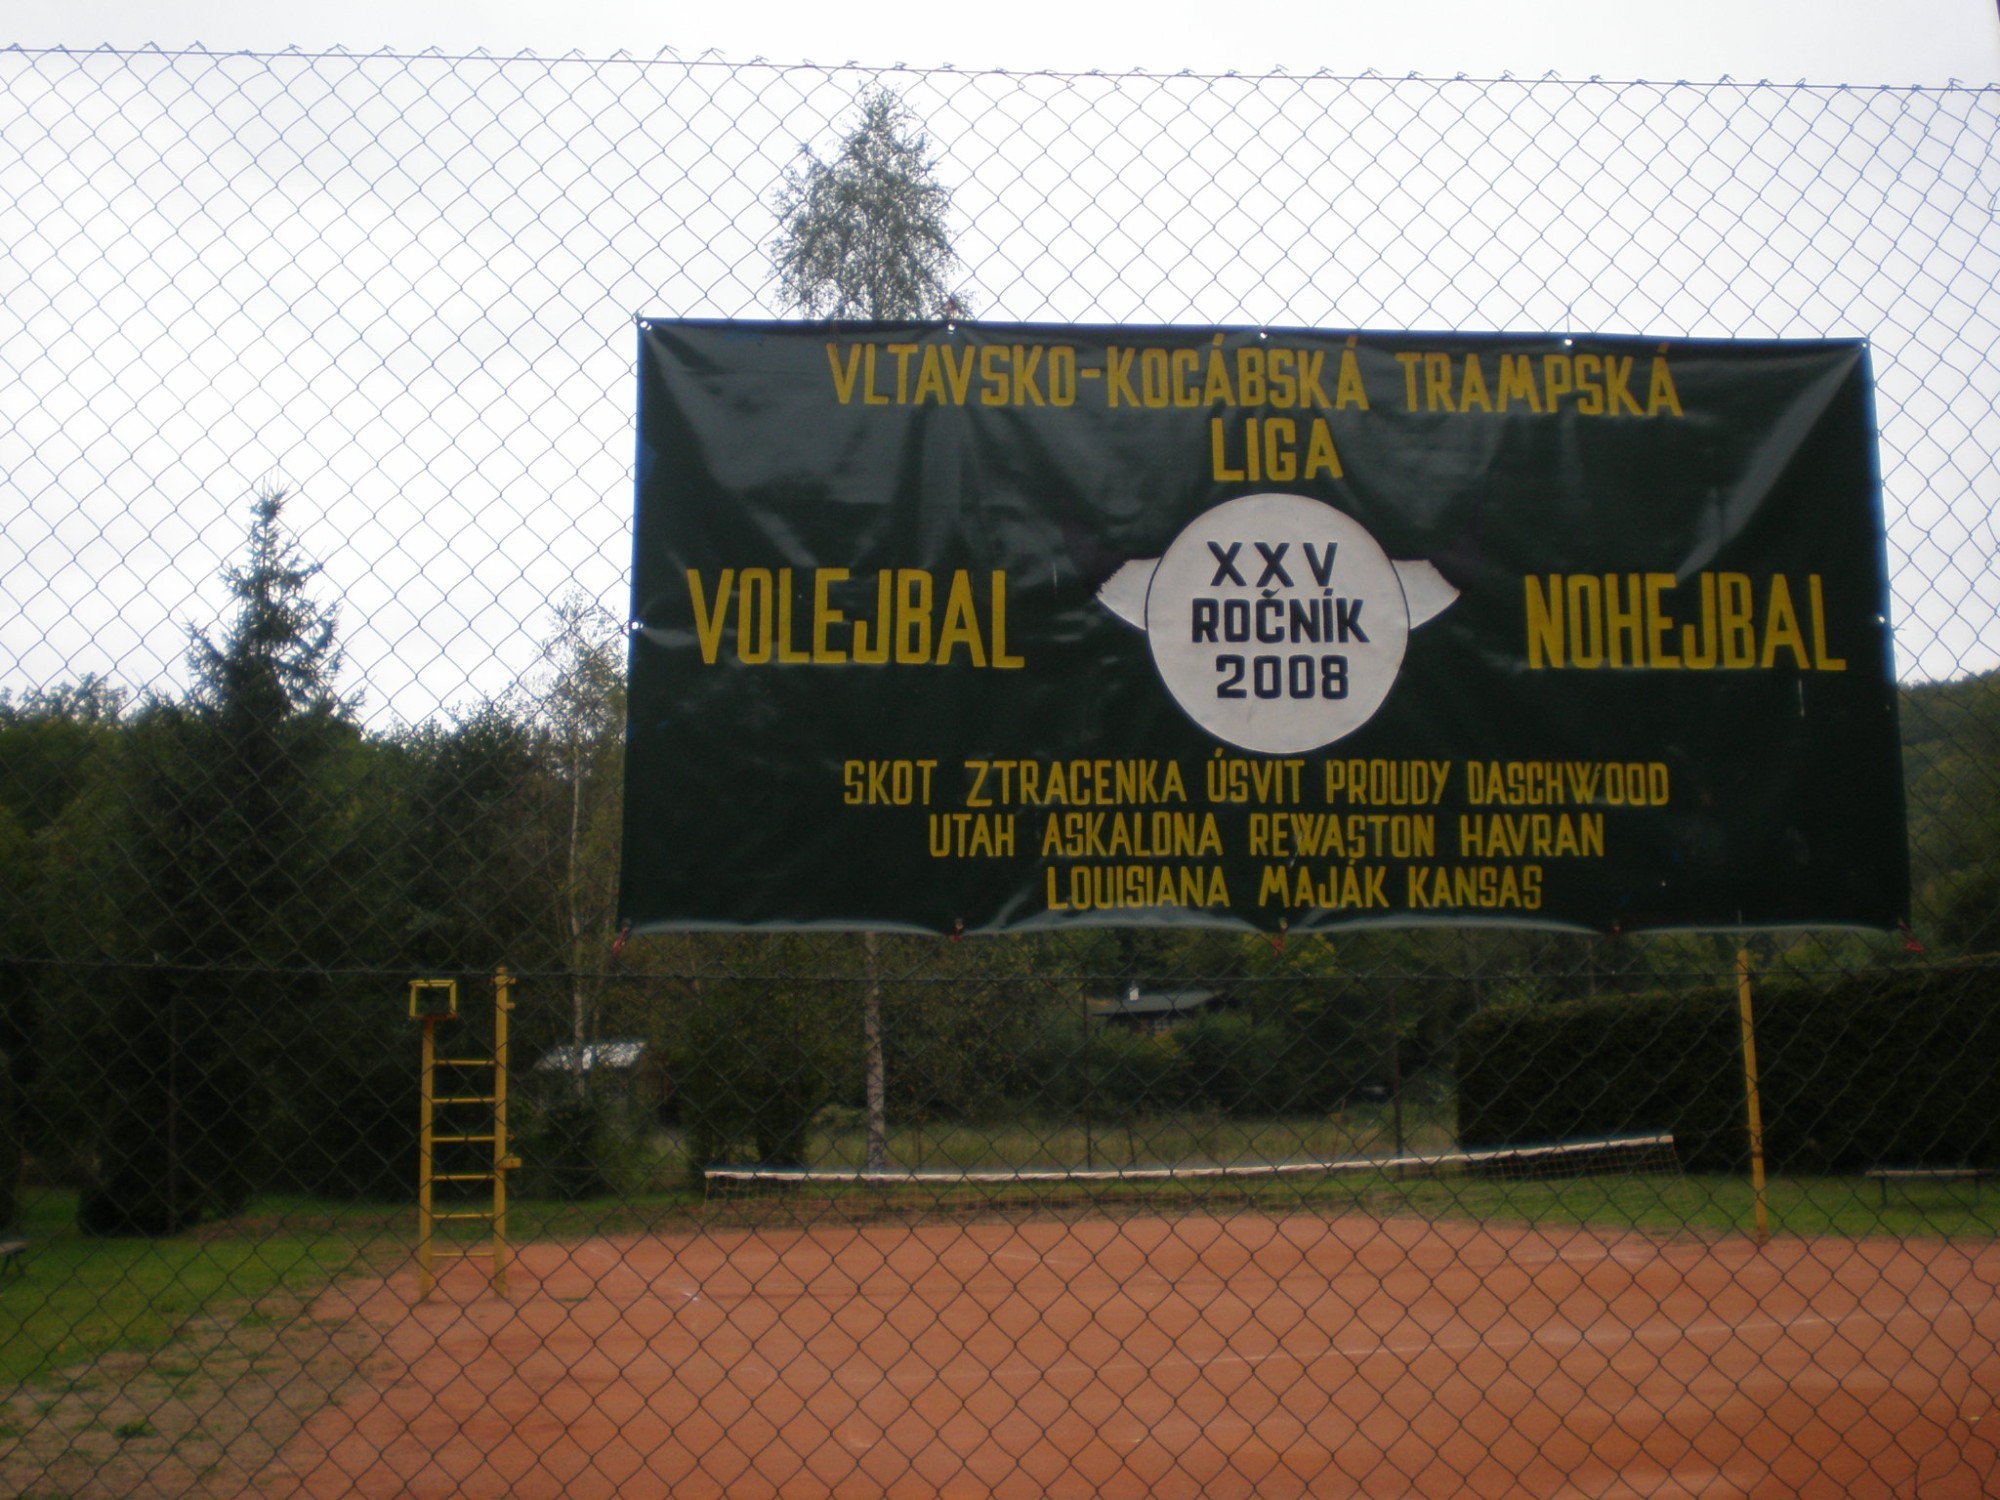 VLTAVSKO-KOCÁBSKÁ TRAMPSKÁ
LIGA
VOLEJBAL
XXV
ROČNÍK
2008
NOHEJBAL
SKOT ZTRACENKA ÚSVIT PROUDY DASCHWOOD
UTAH ASKALONA REWASTON HAVRAN
LOUISIANA MAJÁK KANSAS